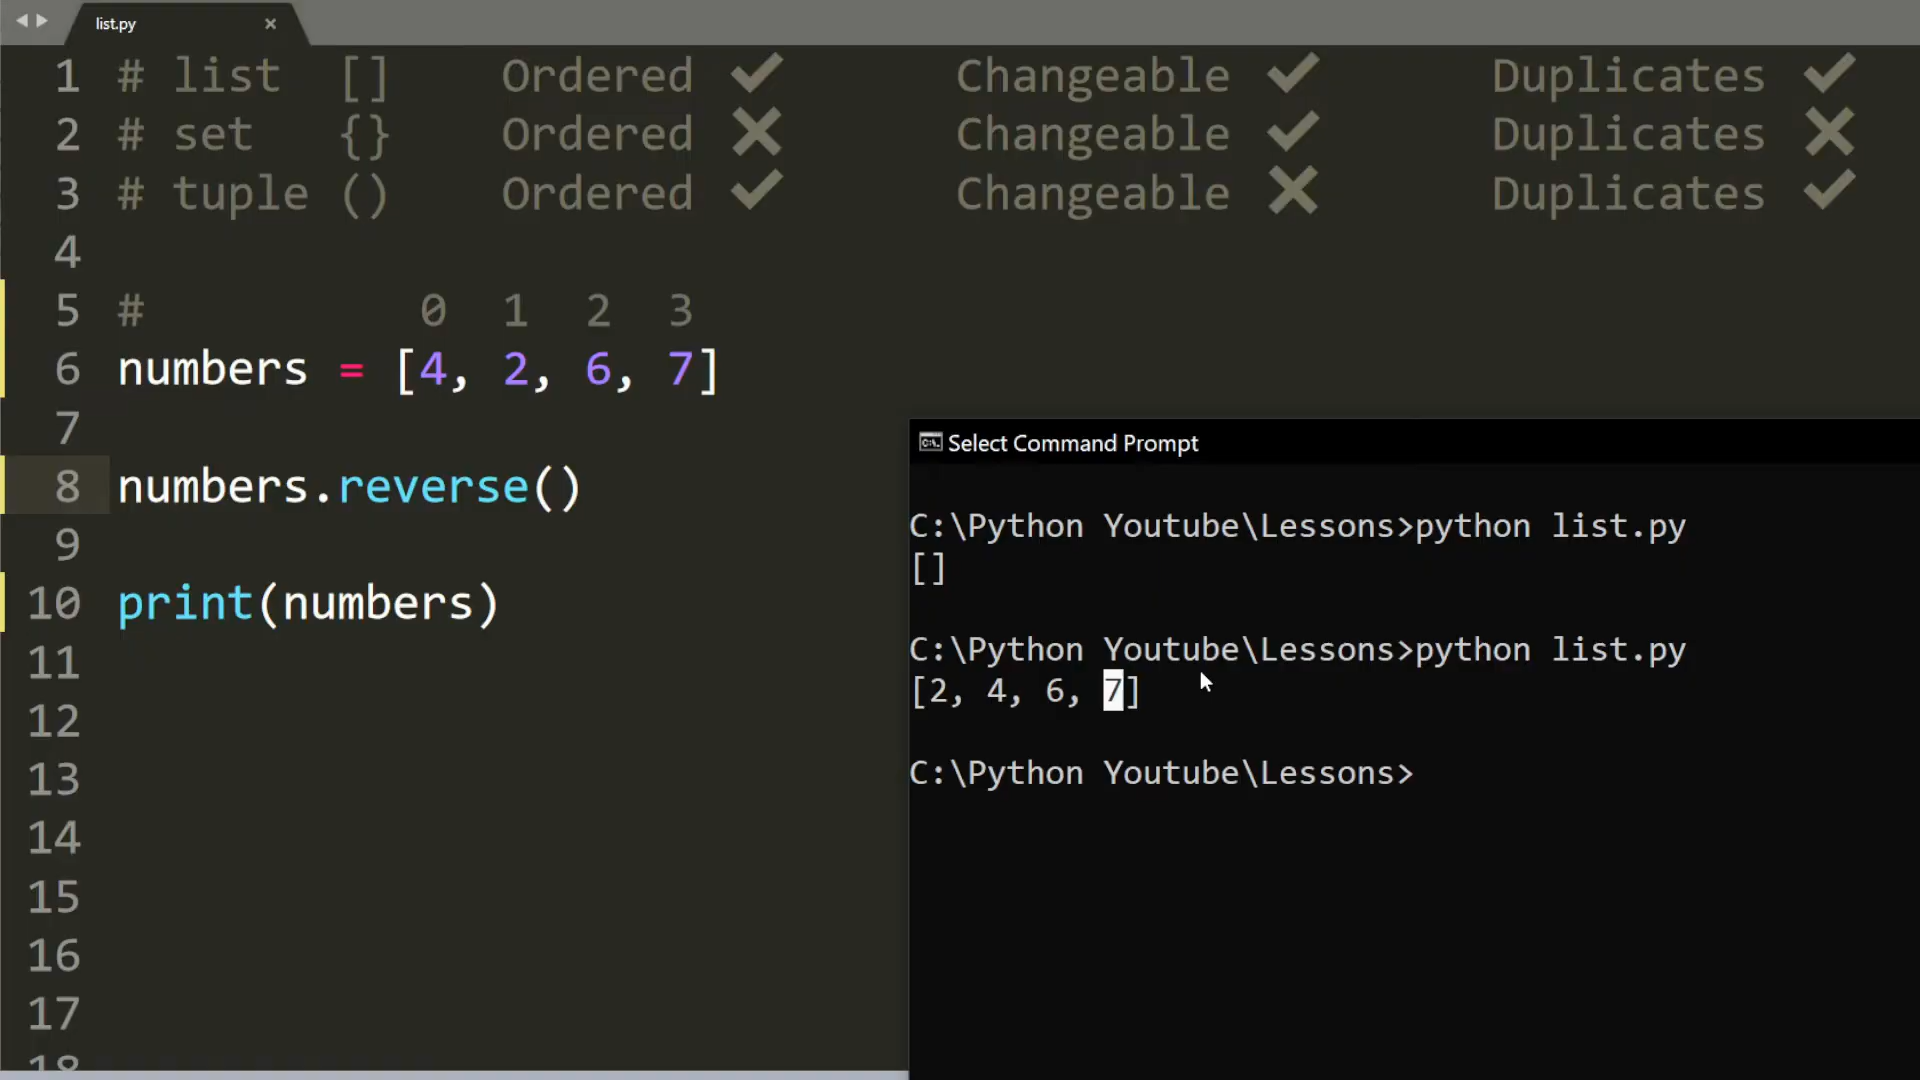 list.py
1 # list [] Ordered ✔ Changeable ✔ Duplicates ✔
2 # set {} Ordered ✖ Changeable ✔ Duplicates ✖
3 # tuple () Ordered ✔ Changeable ✖ Duplicates ✔
4
5 # 0 1 2 3
6 numbers = [4, 2, 6, 7]
7
8 numbers.reverse()
9
10 print(numbers)
11
12
13
14
15
16
17
18
Select Command Prompt
C:\Python Youtube\Lessons>python list.py
[]
C:\Python Youtube\Lessons>python list.py
[2, 4, 6, 7]
C:\Python Youtube\Lessons>